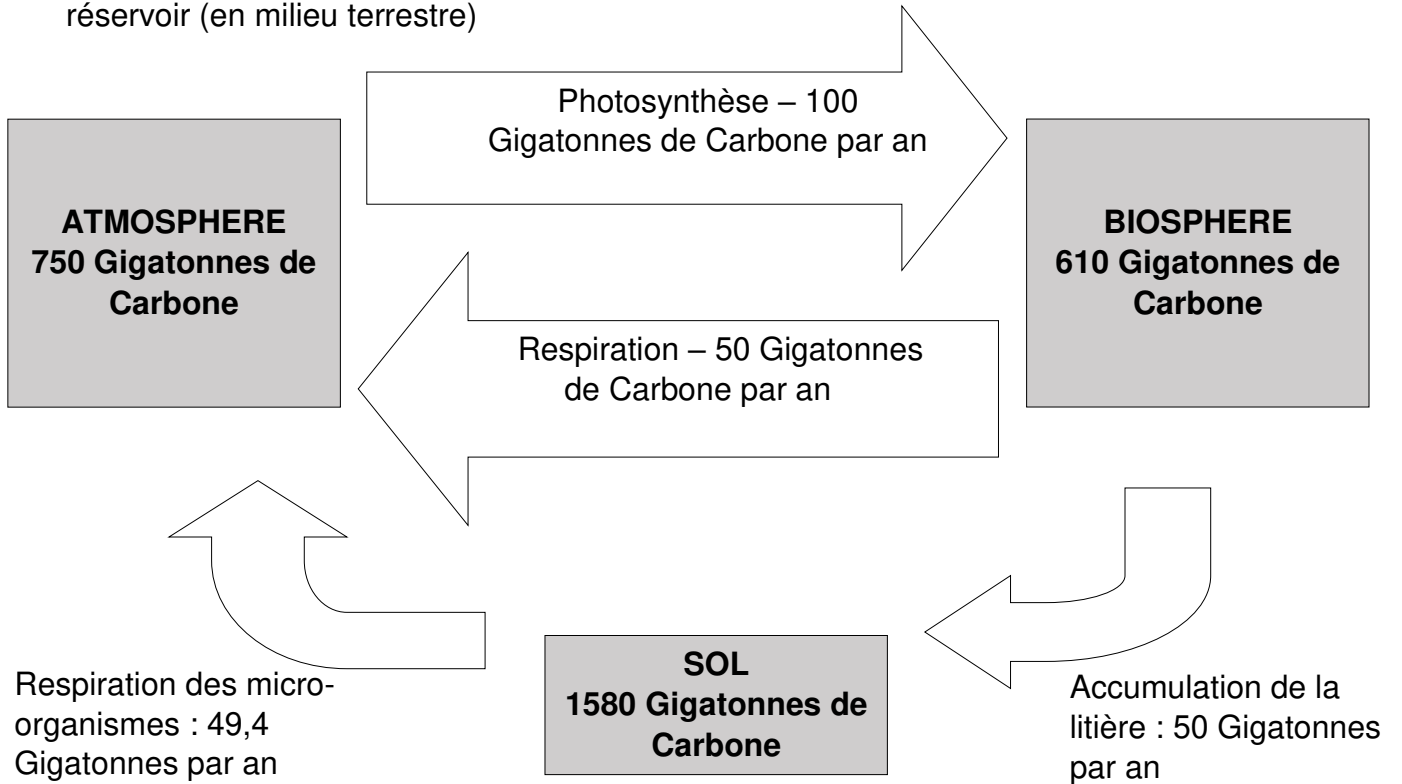 réservoir (en milieu terrestre)
Photosynthèse – 100
Gigatonnes de Carbone par an
ATMOSPHERE
750 Gigatonnes de
Carbone
BIOSPHERE
610 Gigatonnes de
Carbone
Respiration – 50 Gigatonnes
de Carbone par an
Respiration des micro-
organismes : 49,4
Gigatonnes par an
SOL
1580 Gigatonnes de
Carbone
Accumulation de la
litière : 50 Gigatonnes
par an